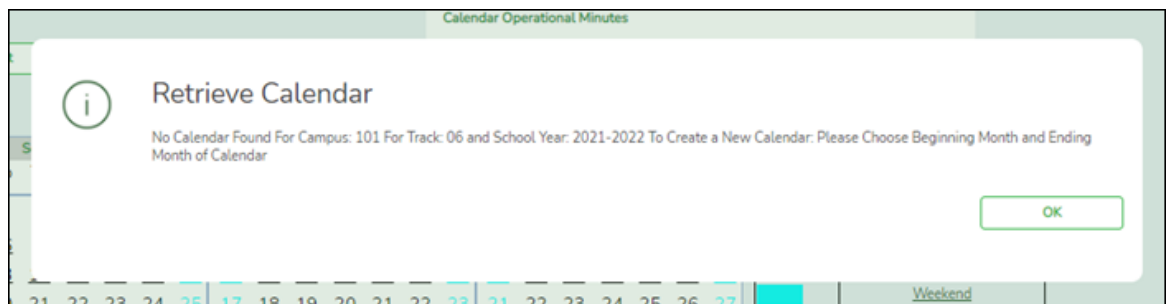 Calendar Operational Minutes
Retrieve Calendar
No Calendar Found For Campus: 101 For Track: 06 and School Year: 2021-2022 To Create a New Calendar: Please Choose Beginning Month and Ending
Month of Calendar
OK
21 22 23 24 25 17 18 19 20 21 22 23 21 22 23 24 25 26 27
Weekend